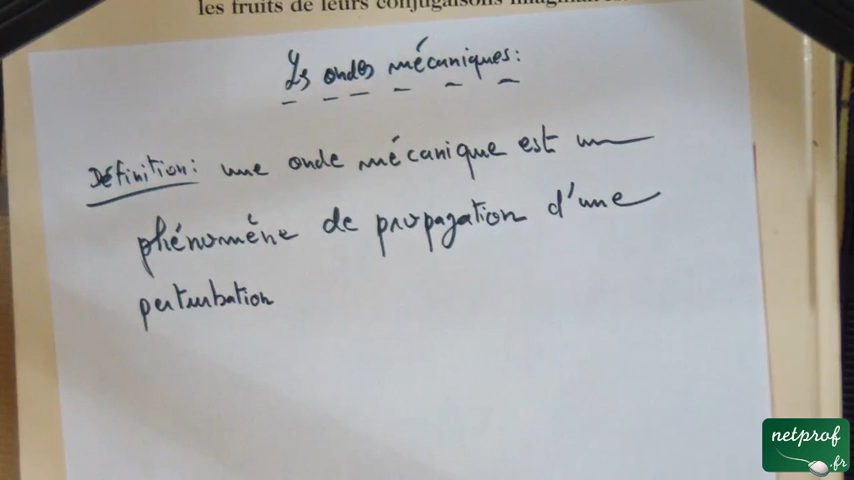 les fruits de leurs conjugaisons
Les ondes mécaniques:
Définition: une onde mécanique est un
phénomène de propagation d'une
perturbation
netprof
.fr